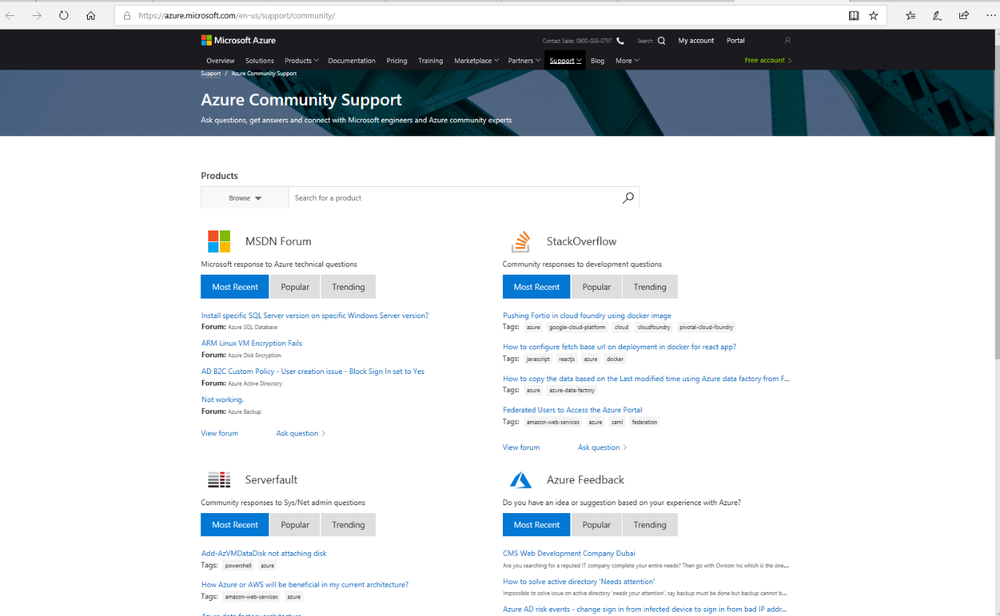 https://azure.microsoft.com/en-us/support/community/
Microsoft Azure
Contact Sales: 0800-026-0797
Search
My account
Portal
Overview
Solutions
Products
Documentation
Pricing
Training
Marketplace
Partners
Support
Blog
More
Free account
Support / Azure Community Support
Azure Community Support
Ask questions, get answers and connect with Microsoft engineers and Azure community experts
Products
Browse
Search for a product
MSDN Forum
Microsoft response to Azure technical questions
Most Recent
Popular
Trending
Install specific SQL Server version on specific Windows Server version?
Forum: Azure SQL Database
ARM Linux VM Encryption Fails
Forum: Azure Disk Encryption
AD B2C Custom Policy - User creation issue - Block Sign In set to Yes
Forum: Azure Active Directory
Not working.
Forum: Azure Backup
View forum
Ask question
StackOverflow
Community responses to development questions
Most Recent
Popular
Trending
Pushing Fortio in cloud foundry using docker image
Tags: azure google-cloud-platform cloud cloudfoundry pivotal-cloud-foundry
How to configure fetch base url on deployment in docker for react app?
Tags: javascript reactjs azure docker
How to copy the data based on the Last modified time using Azure data factory from F...
Tags: azure azure-data-factory
Federated Users to Access the Azure Portal
Tags: amazon-web-services azure saml federation
View forum
Ask question
Serverfault
Community responses to Sys/Net admin questions
Most Recent
Popular
Trending
Add-AzVMDataDisk not attaching disk
Tags: powershell azure
How Azure or AWS will be beneficial in my current architecture?
Tags: amazon-web-services azure
Azure data factory architecture
Azure Feedback
Do you have an idea or suggestion based on your experience with Azure?
Most Recent
Popular
Trending
CMS Web Development Company Dubai
Are you searching for a reputed IT company complete your entire needs? Then go with Ovroon Inc which is the one...
How to solve active directory 'Needs attention'
Impossible to solve issue on active directory 'needs your attention', say backup must be done but backup cannot b...
Azure AD risk events - change sign in from infected device to sign in from bad IP addr...